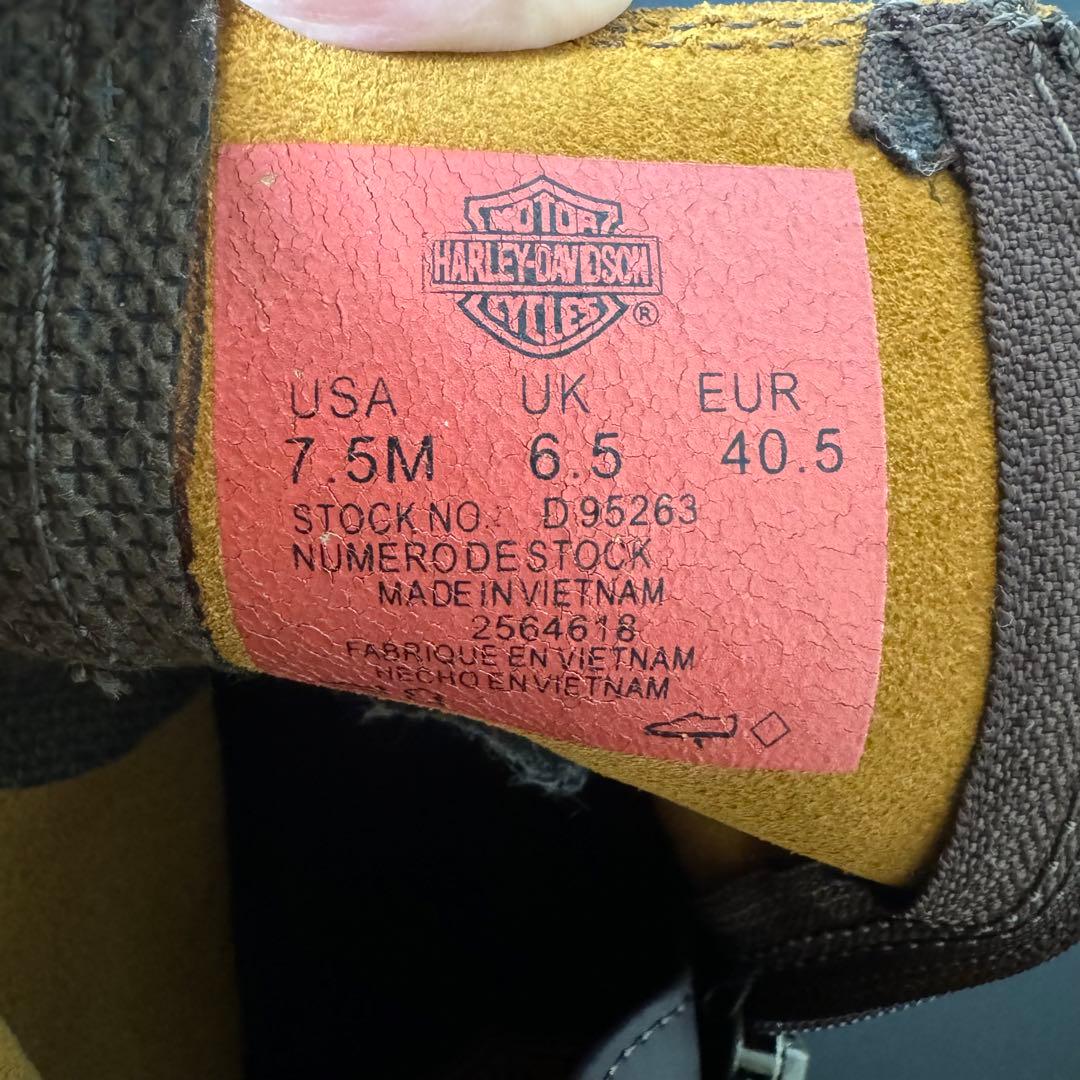 MOTOR
HARLEY-DAVIDSON
CYCLES
®
USA UK EUR
7.5M 6.5 40.5
STOCK NO. D95263
NUMERO DE STOCK
MADE IN VIETNAM
2564618
FABRIQUE EN VIETNAM
HECHO EN VIETNAM